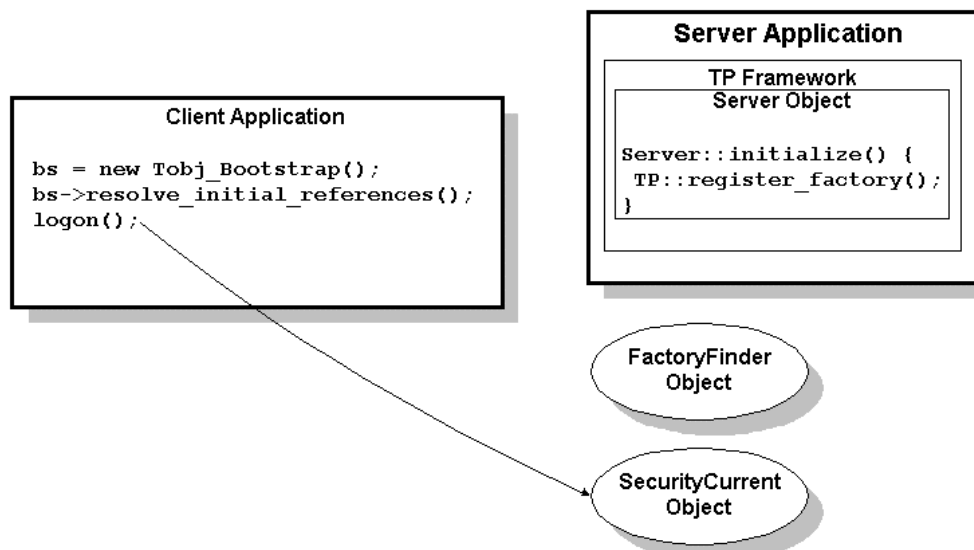 Server Application
TP Framework
Server Object
Server::initialize() {
TP::register_factory();
}
Client Application
bs = new Tobj_Bootstrap();
bs->resolve_initial_references();
logon();
FactoryFinder
Object
SecurityCurrent
Object